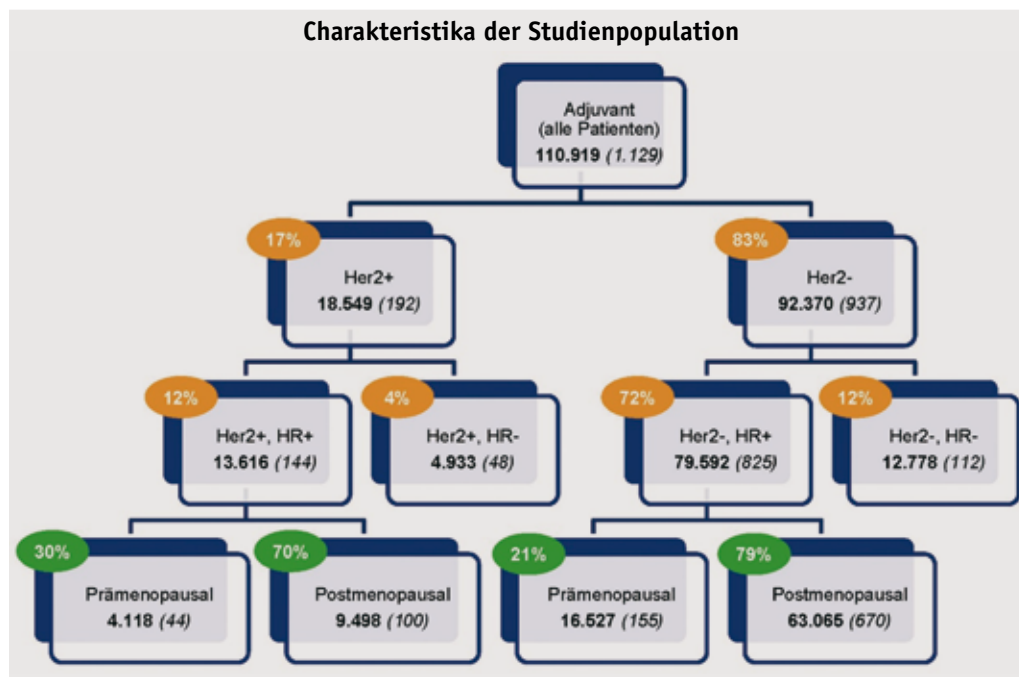 Charakteristika der Studienpopulation
Adjuvant
(alle Patienten)
110.919 (1.129)
17%
Her2+
18.549 (192)
83%
Her2-
92.370 (937)
12%
Her2+, HR+
13.616 (144)
4%
Her2+, HR-
4.933 (48)
72%
Her2-, HR+
79.592 (825)
12%
Her2-, HR-
12.778 (112)
30%
Prämenopausal
4.118 (44)
70%
Postmenopausal
9.498 (100)
21%
Prämenopausal
16.527 (155)
79%
Postmenopausal
63.065 (670)